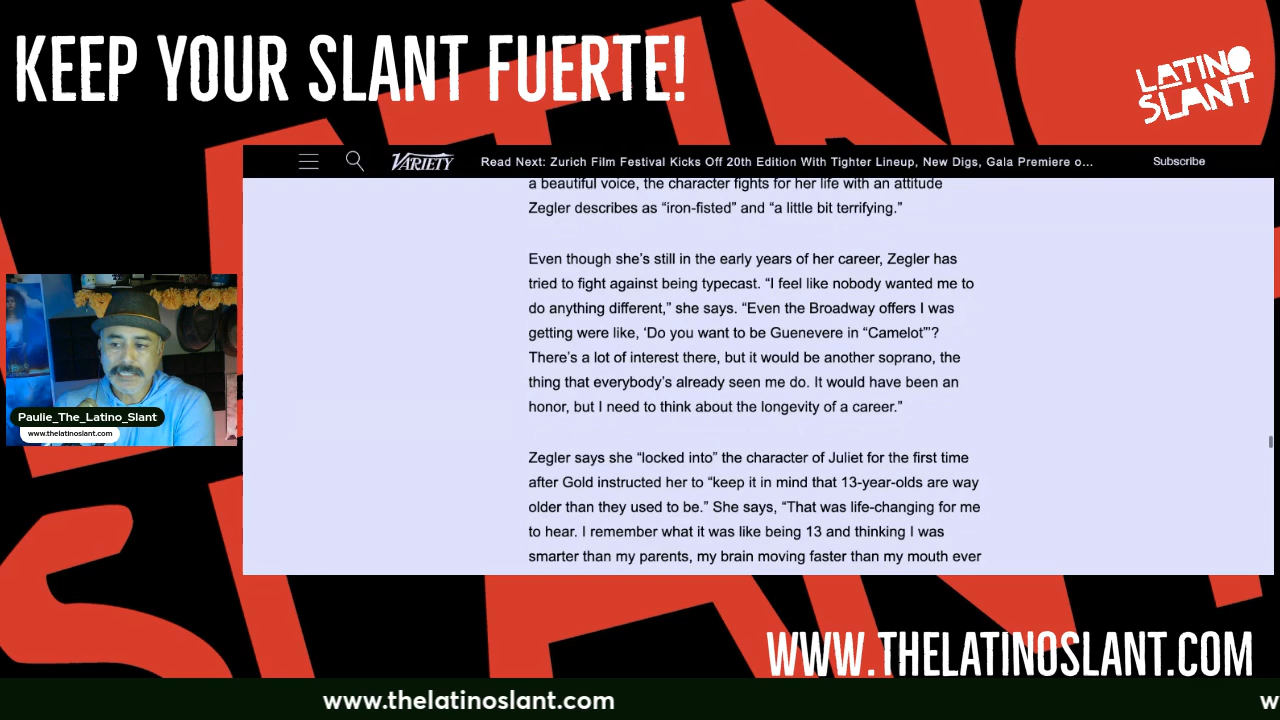 KEEP YOUR SLANT FUERTE!
LATINO
SLANT
VARIETY
Read Next: Zurich Film Festival Kicks Off 20th Edition With Tighter Lineup, New Digs, Gala Premiere o...
Subscribe
a beautiful voice, the character fights for her life with an attitude
Zegler describes as “iron-fisted” and “a little bit terrifying.”
Even though she’s still in the early years of her career, Zegler has
tried to fight against being typecast. “I feel like nobody wanted me to
do anything different,” she says. “Even the Broadway offers I was
getting were like, ‘Do you want to be Guenevere in “Camelot”’?
There’s a lot of interest there, but it would be another soprano, the
thing that everybody’s already seen me do. It would have been an
honor, but I need to think about the longevity of a career.”
Zegler says she “locked into” the character of Juliet for the first time
after Gold instructed her to “keep it in mind that 13-year-olds are way
older than they used to be.” She says, “That was life-changing for me
to hear. I remember what it was like being 13 and thinking I was
smarter than my parents, my brain moving faster than my mouth ever
Paulie_The_Latino_Slant
www.thelatinoslant.com
WWW.THELATINOSLANT.COM
www.thelatinoslant.com
w